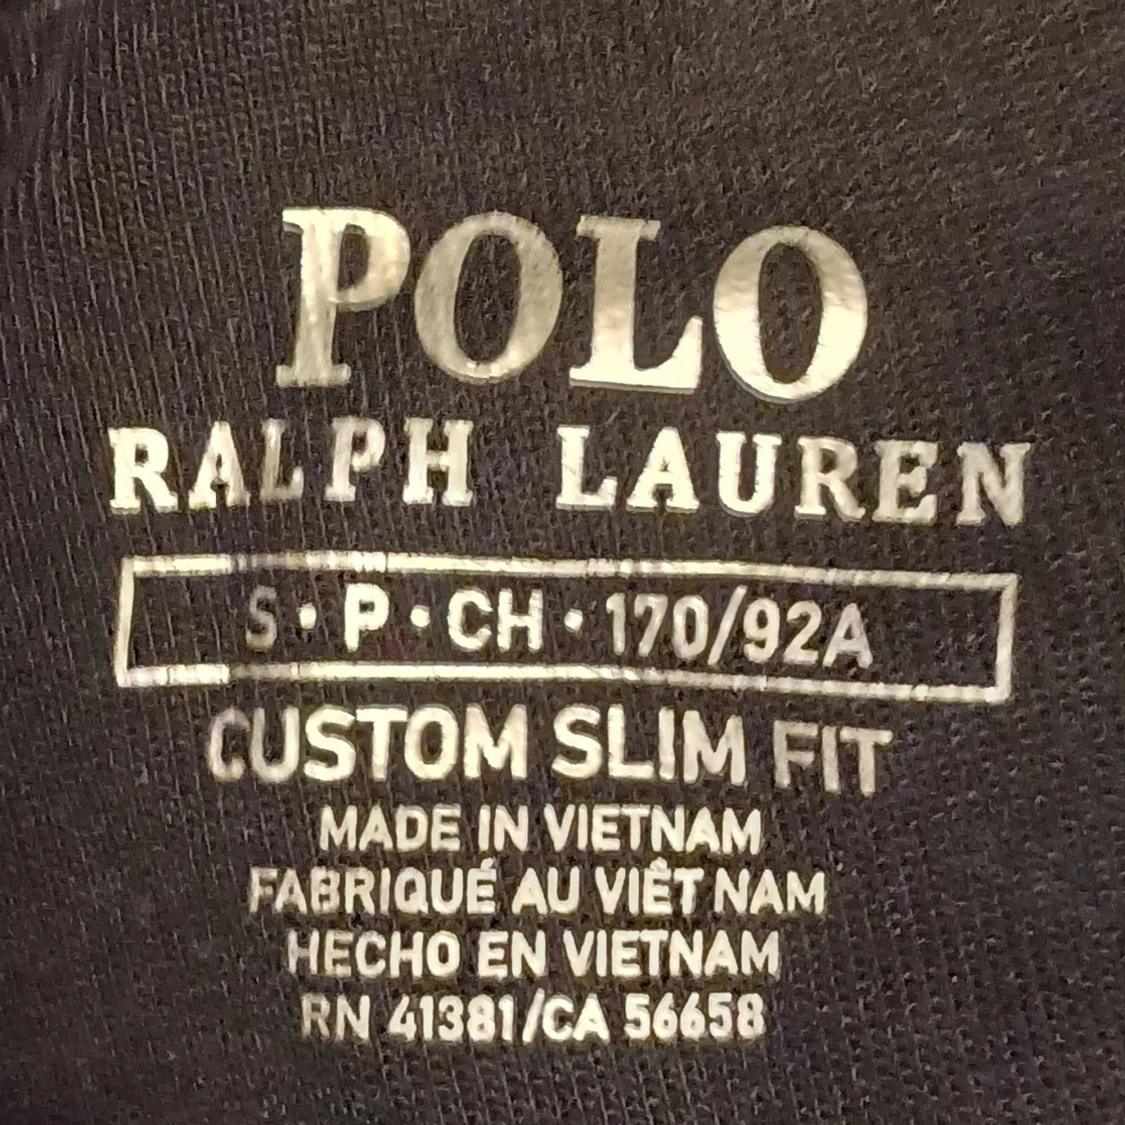 POLO
RALPH LAUREN
S · P · CH · 170/92A
CUSTOM SLIM FIT
MADE IN VIETNAM
FABRIQUÉ AU VIÊT NAM
HECHO EN VIETNAM
RN 41381/CA 56658